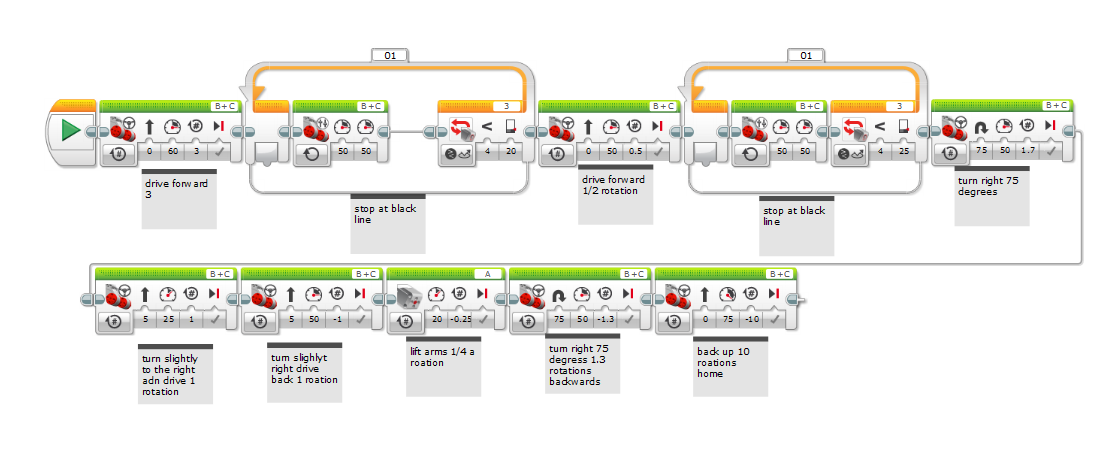 01
01
B+C
B+C
3
B+C
B+C
3
B+C
0 60 3
50 50
4 20
0 50 0.5
50 50
4 25
75 50 1.7
drive forward
3
stop at black
line
drive forward
1/2 rotation
stop at black
line
turn right 75
degrees
B+C
B+C
A
B+C
B+C
5 25 1
5 50 -1
20 -0.25
75 50 -1.3
0 75 -10
turn slightly
to the right
adn drive 1
rotation
turn slighlyt
right drive
back 1 roation
lift arms 1/4 a
roation
turn right 75
degress 1.3
rotations
backwards
back up 10
roations
home